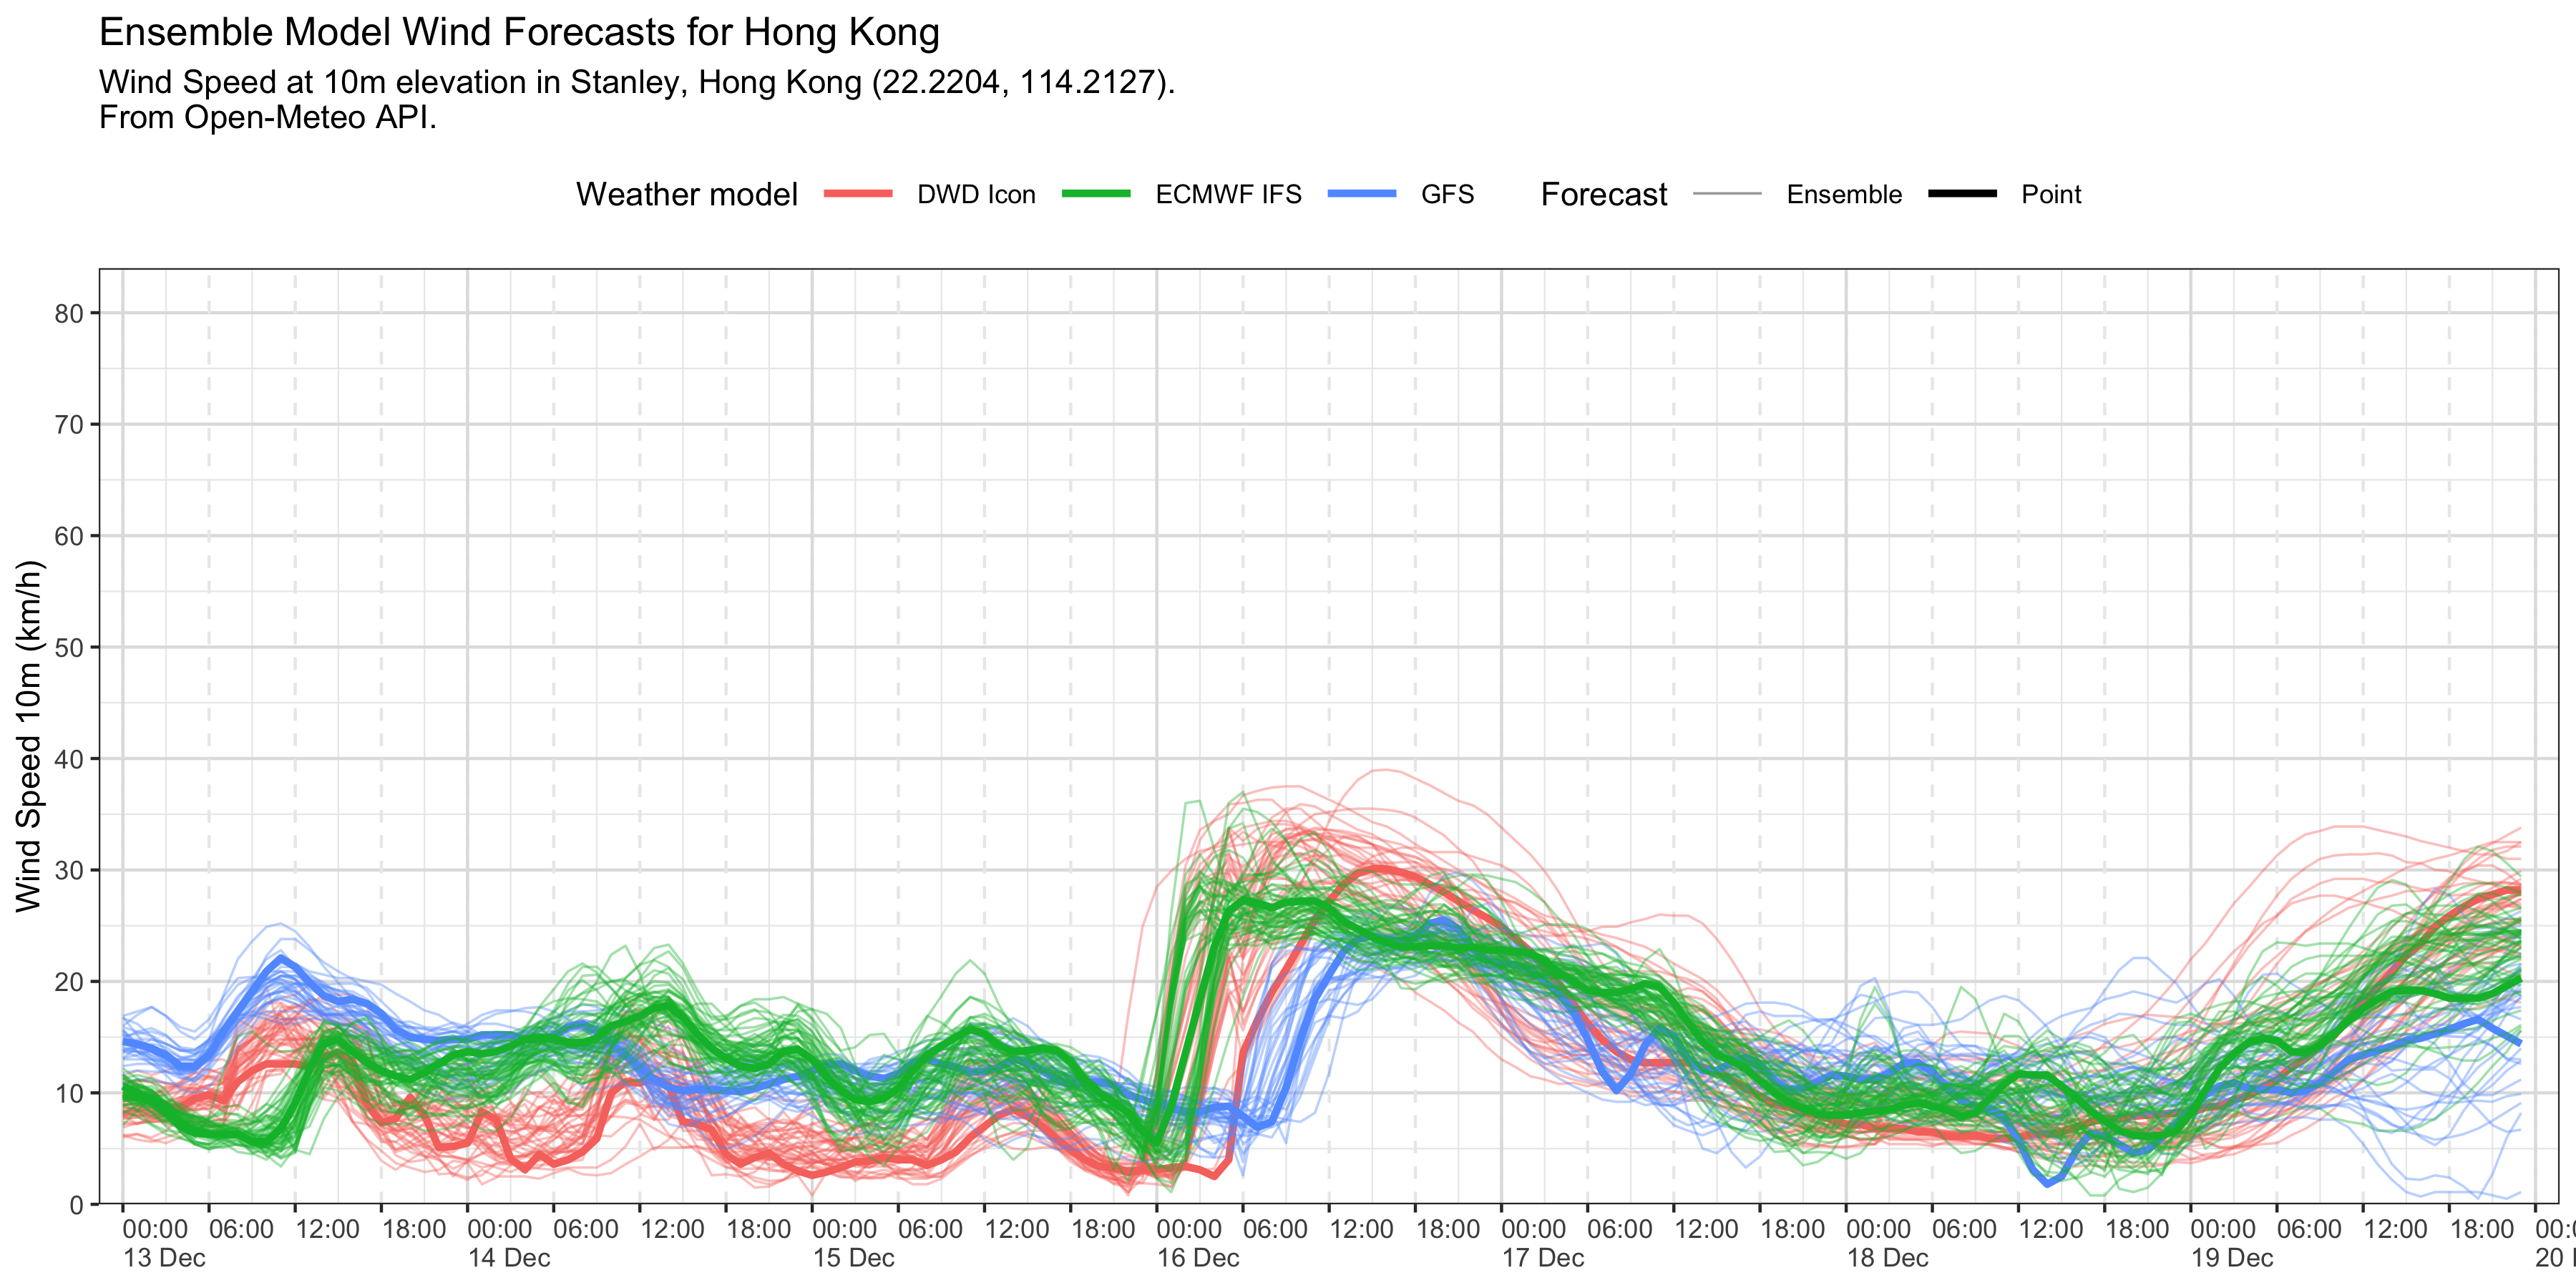 Ensemble Model Wind Forecasts for Hong Kong
Wind Speed at 10m elevation in Stanley, Hong Kong (22.2204, 114.2127).
From Open-Meteo API.
Weather model DWD Icon ECMWF IFS GFS Forecast Ensemble Point
Wind Speed 10m (km/h)
80
70
60
50
40
30
20
10
0
00:00 06:00 12:00 18:00 00:00 06:00 12:00 18:00 00:00 06:00 12:00 18:00 00:00 06:00 12:00 18:00 00:00 06:00 12:00 18:00 00:00 06:00 12:00 18:00 00:00 06:00 12:00 18:00 00:0
13 Dec 14 Dec 15 Dec 16 Dec 17 Dec 18 Dec 19 Dec 20